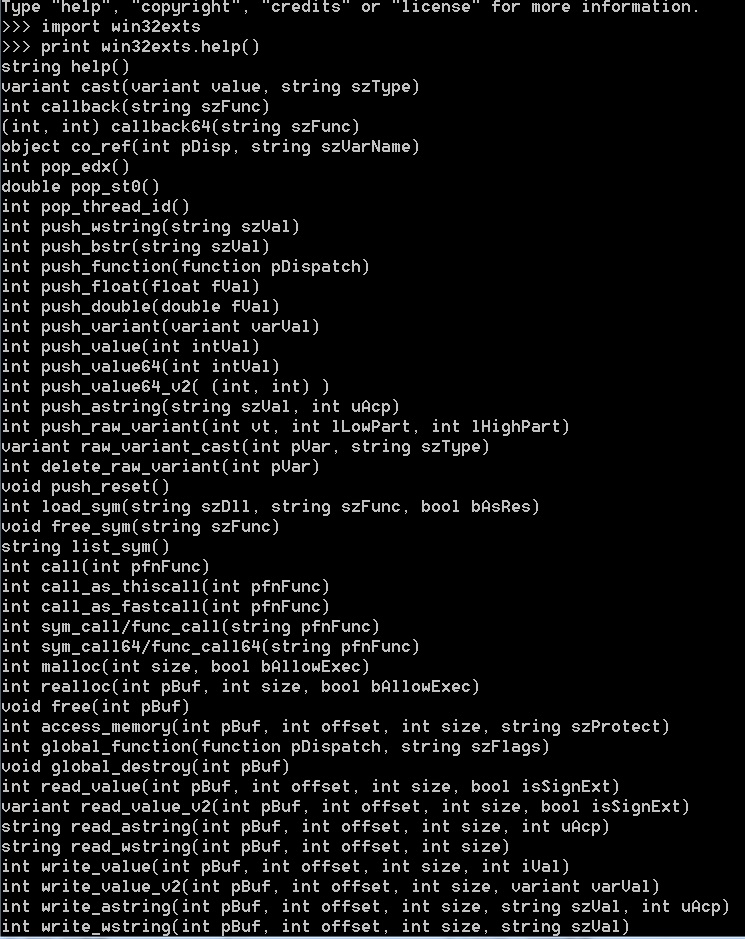 Type "help", "copyright", "credits" or "license" for more information.
>>> import win32exts
>>> print win32exts.help()
string help()
variant cast(variant value, string szType)
int callback(string szFunc)
(int, int) callback64(string szFunc)
object co_ref(int pDisp, string szVarName)
int pop_edx()
double pop_st0()
int pop_thread_id()
int push_wstring(string szVal)
int push_bstr(string szVal)
int push_function(function pDispatch)
int push_float(float fVal)
int push_double(double fVal)
int push_variant(variant varVal)
int push_value(int intVal)
int push_value64(int intVal)
int push_value64_v2( (int, int) )
int push_astring(string szVal, int uAcp)
int push_raw_variant(int vt, int lLowPart, int lHighPart)
variant raw_variant_cast(int pVar, string szType)
int delete_raw_variant(int pVar)
void push_reset()
int load_sym(string szDll, string szFunc, bool bAsRes)
void free_sym(string szFunc)
string list_sym()
int call(int pfnFunc)
int call_as_thiscall(int pfnFunc)
int call_as_fastcall(int pfnFunc)
int sym_call/func_call(string pfnFunc)
int sym_call64/func_call64(string pfnFunc)
int malloc(int size, bool bAllowExec)
int realloc(int pBuf, int size, bool bAllowExec)
void free(int pBuf)
int access_memory(int pBuf, int offset, int size, string szProtect)
int global_function(function pDispatch, string szFlags)
void global_destroy(int pBuf)
int read_value(int pBuf, int offset, int size, bool isSignExt)
variant read_value_v2(int pBuf, int offset, int size, bool isSignExt)
string read_astring(int pBuf, int offset, int size, int uAcp)
string read_wstring(int pBuf, int offset, int size)
int write_value(int pBuf, int offset, int size, int iVal)
int write_value_v2(int pBuf, int offset, int size, variant varVal)
int write_astring(int pBuf, int offset, int size, string szVal, int uAcp)
int write_wstring(int pBuf, int offset, int size, string szVal)